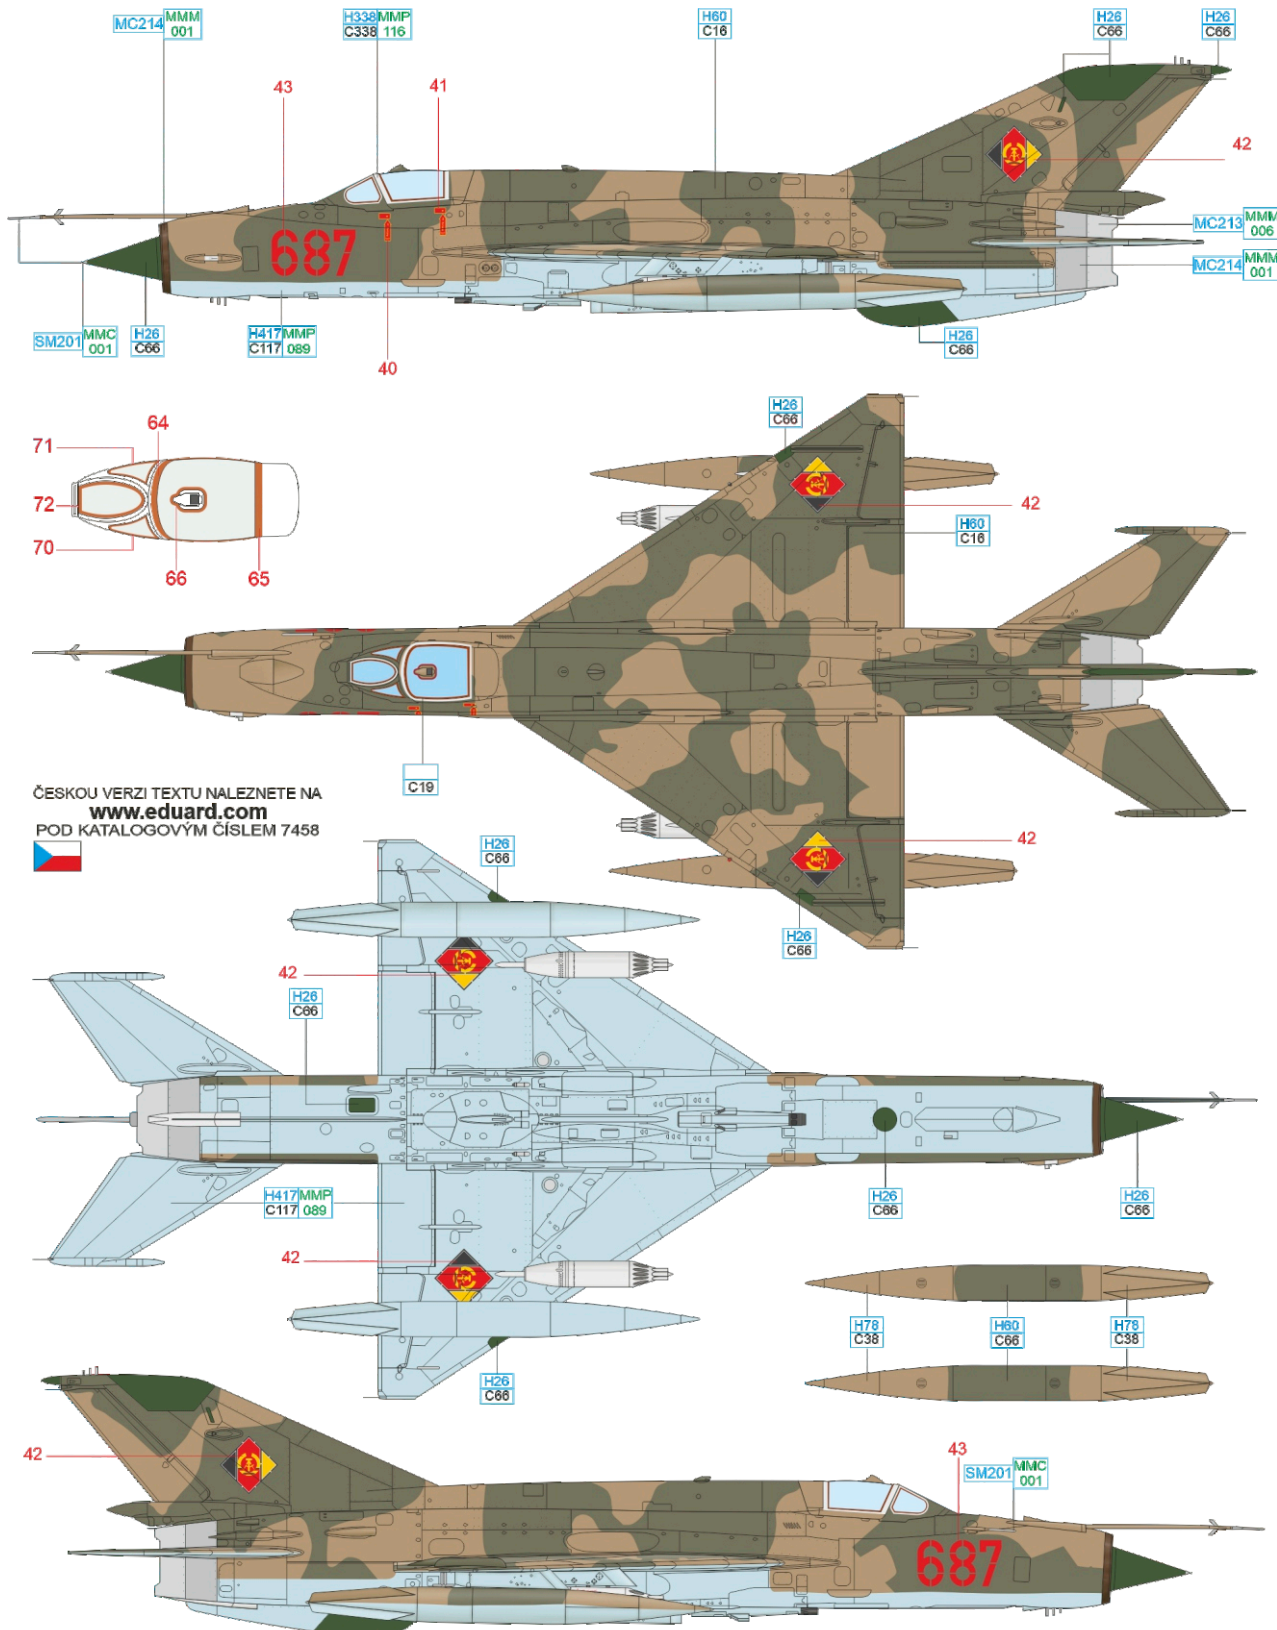 MC214 MMM 001
H338 MMP
C338 116
H60
C16
H26
C66
H26
C66
43
41
42
687
MC213 MMM 006
MC214 MMM 001
SM201 MMC 001
H26
C66
H417 MMP
C117 089
40
H26
C66
64
71
72
70
66
65
H26
C66
42
H60
C16
C19
ČESKOU VERZI TEXTU NALEZNETE NA
www.eduard.com
POD KATALOGOVÝM ČÍSLEM 7458
42
H26
C66
H26
C66
42
H26
C66
H417 MMP
C117 089
H26
C66
H26
C66
42
H78
C38
H60
C66
H78
C38
H26
C66
42
43
SM201 MMC 001
687